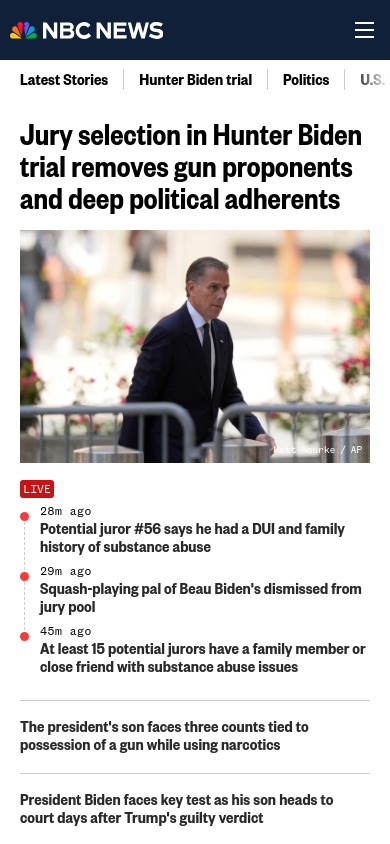 NBC NEWS
Latest Stories
Hunter Biden trial
Politics
U.S.
Jury selection in Hunter Biden
trial removes gun proponents
and deep political adherents
Matt Rourke / AP
LIVE
28m ago
Potential juror #56 says he had a DUI and family
history of substance abuse
29m ago
Squash-playing pal of Beau Biden's dismissed from
jury pool
45m ago
At least 15 potential jurors have a family member or
close friend with substance abuse issues
The president's son faces three counts tied to
possession of a gun while using narcotics
President Biden faces key test as his son heads to
court days after Trump's guilty verdict